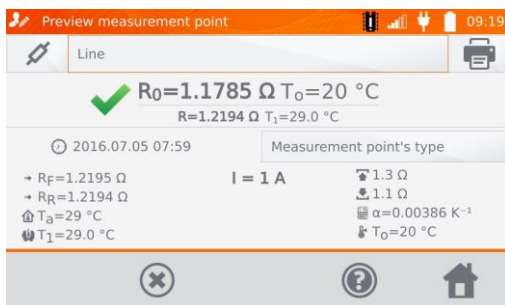 Preview measurement point 09:19
Line
R0=1.1785 Ω To=20 °C
R=1.2194 Ω T1=29.0 °C
2016.07.05 07:59 Measurement point's type
RF=1.2195 Ω I = 1 A 1.3 Ω
RR=1.2194 Ω 1.1 Ω
Ta=29 °C α=0.00386 K⁻¹
T1=29.0 °C To=20 °C